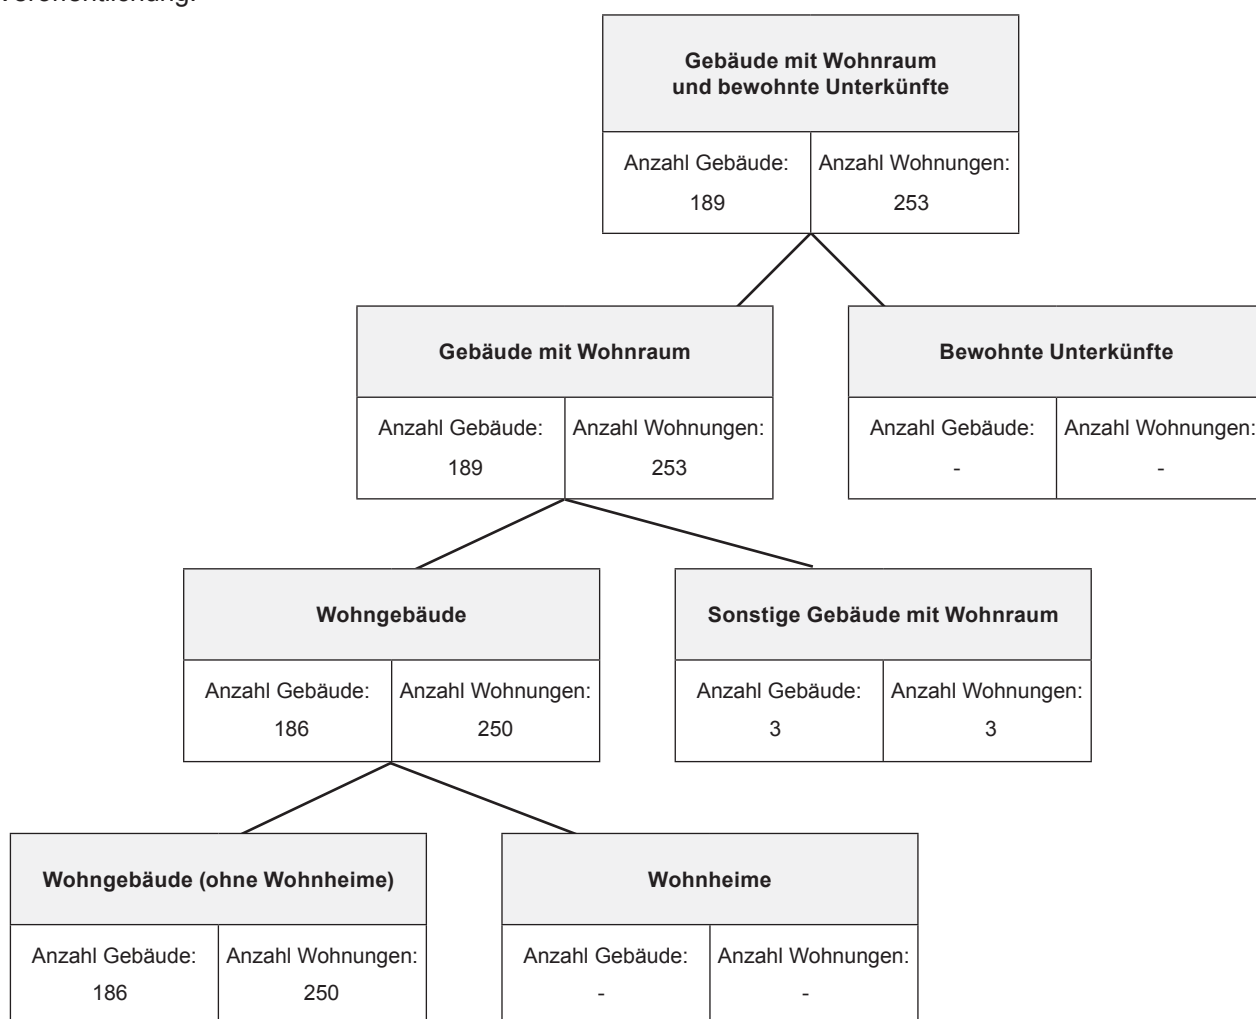 Veröffentlichung.
Gebäude mit Wohnraum
und bewohnte Unterkünfte
Anzahl Gebäude: Anzahl Wohnungen:
189 253
Gebäude mit Wohnraum Bewohnte Unterkünfte
Anzahl Gebäude: Anzahl Wohnungen: Anzahl Gebäude: Anzahl Wohnungen:
189 253 - -
Wohngebäude Sonstige Gebäude mit Wohnraum
Anzahl Gebäude: Anzahl Wohnungen: Anzahl Gebäude: Anzahl Wohnungen:
186 250 3 3
Wohngebäude (ohne Wohnheime) Wohnheime
Anzahl Gebäude: Anzahl Wohnungen: Anzahl Gebäude: Anzahl Wohnungen:
186 250 - -